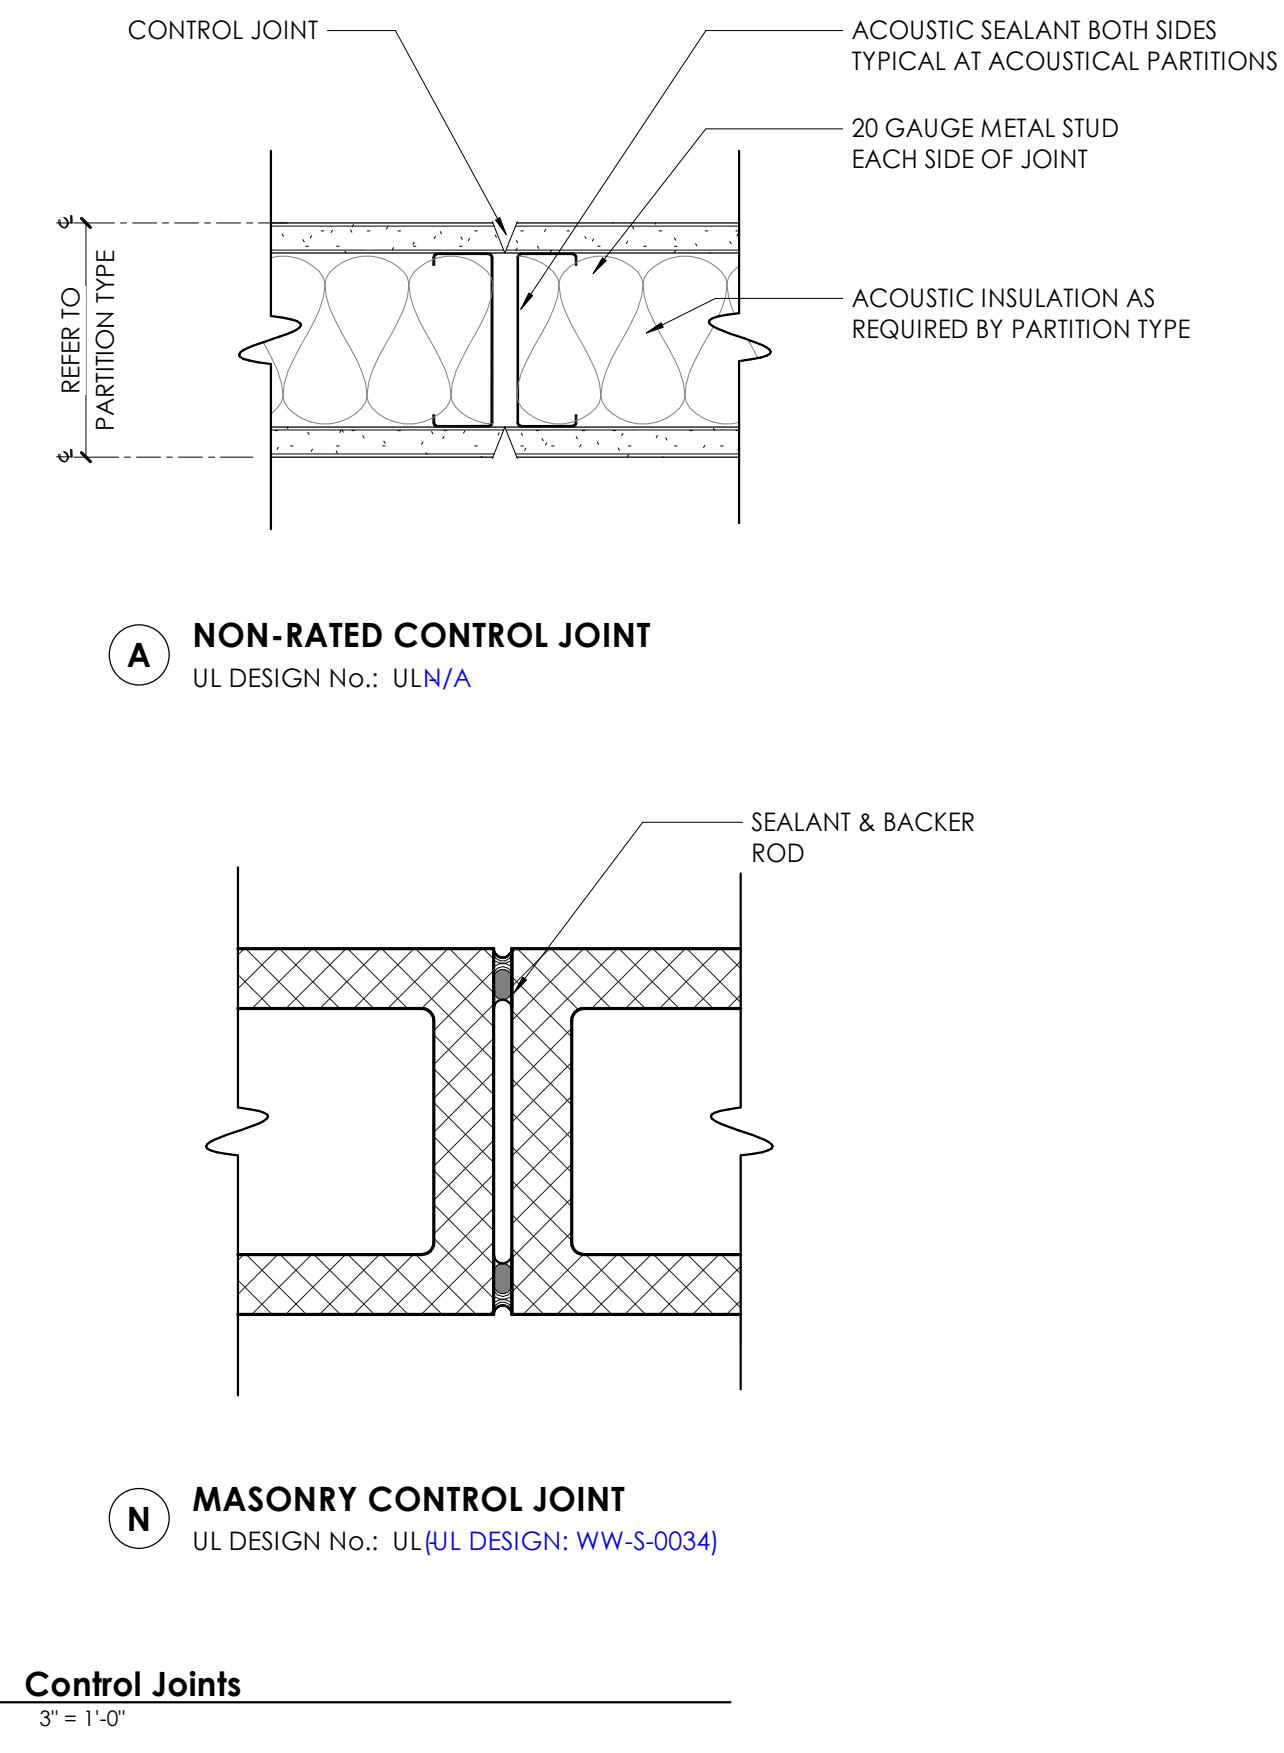 CONTROL JOINT
ACOUSTIC SEALANT BOTH SIDES
TYPICAL AT ACOUSTICAL PARTITIONS
20 GAUGE METAL STUD
EACH SIDE OF JOINT
ACOUSTIC INSULATION AS
REQUIRED BY PARTITION TYPE
REFER TO
PARTITION TYPE
A
NON-RATED CONTROL JOINT
UL DESIGN No.: UL-N/A
SEALANT & BACKER
ROD
N
MASONRY CONTROL JOINT
UL DESIGN No.: UL-(UL DESIGN: WW-S-0034)
Control Joints
3" = 1'-0"